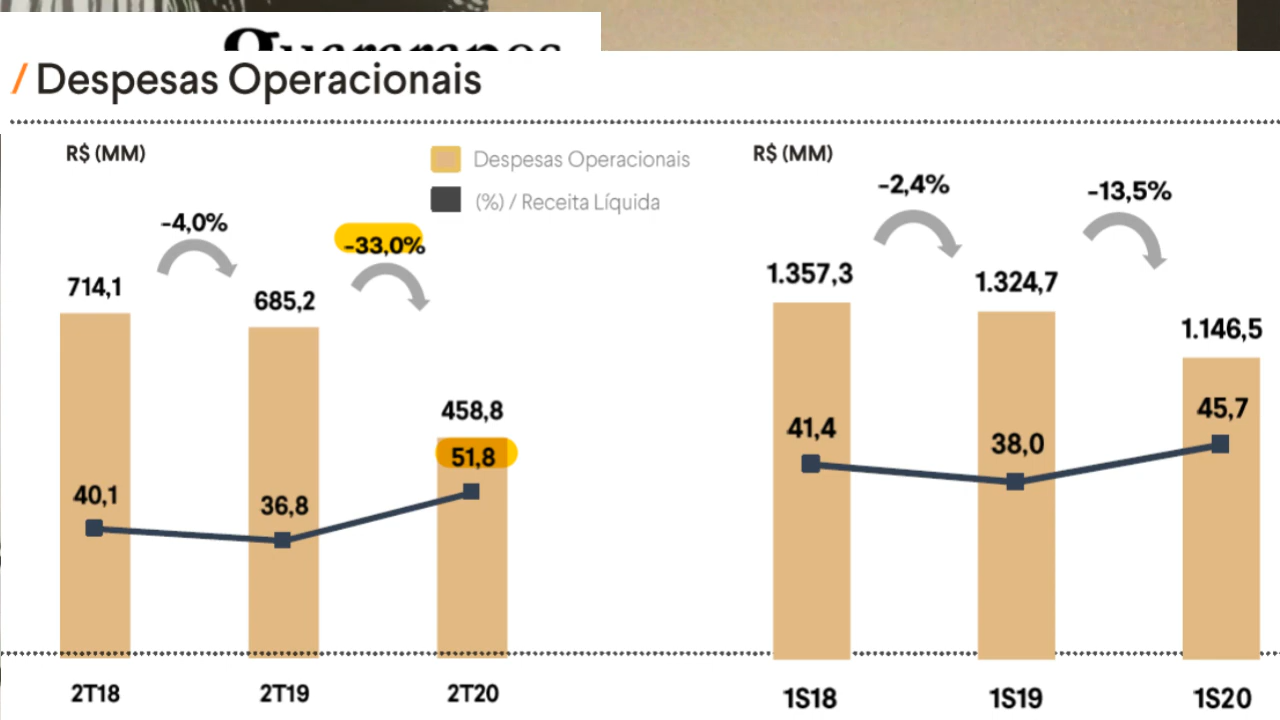 / Despesas Operacionais
R$ (MM)
Despesas Operacionais
(%) / Receita Líquida
-4,0%
-33,0%
714,1
685,2
458,8
40,1
36,8
51,8
2T18
2T19
2T20
R$ (MM)
-2,4%
-13,5%
1.357,3
1.324,7
1.146,5
41,4
38,0
45,7
1S18
1S19
1S20